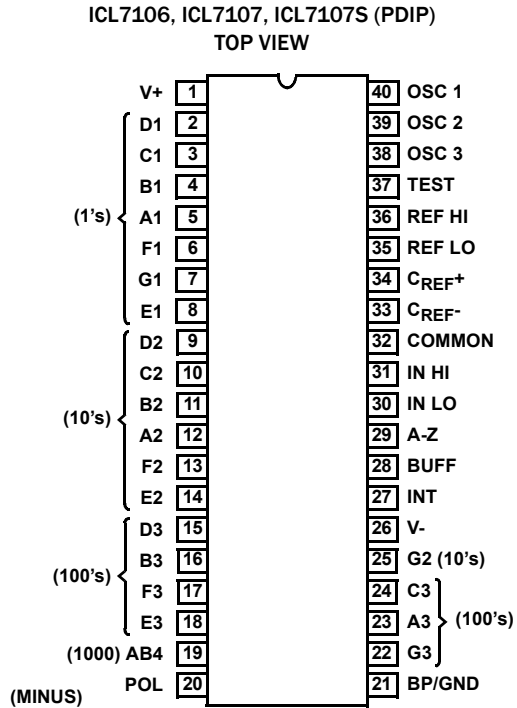 ICL7106, ICL7107, ICL7107S (PDIP)
TOP VIEW
V+ 1 40 OSC 1
D1 2 39 OSC 2
C1 3 38 OSC 3
B1 4 37 TEST
(1's) A1 5 36 REF HI
F1 6 35 REF LO
G1 7 34 CREF+
E1 8 33 CREF-
D2 9 32 COMMON
C2 10 31 IN HI
B2 11 30 IN LO
(10's) A2 12 29 A-Z
F2 13 28 BUFF
E2 14 27 INT
D3 15 26 V-
B3 16 25 G2 (10's)
(100's) F3 17 24 C3
E3 18 23 A3 (100's)
(1000) AB4 19 22 G3
POL 20 21 BP/GND
(MINUS)